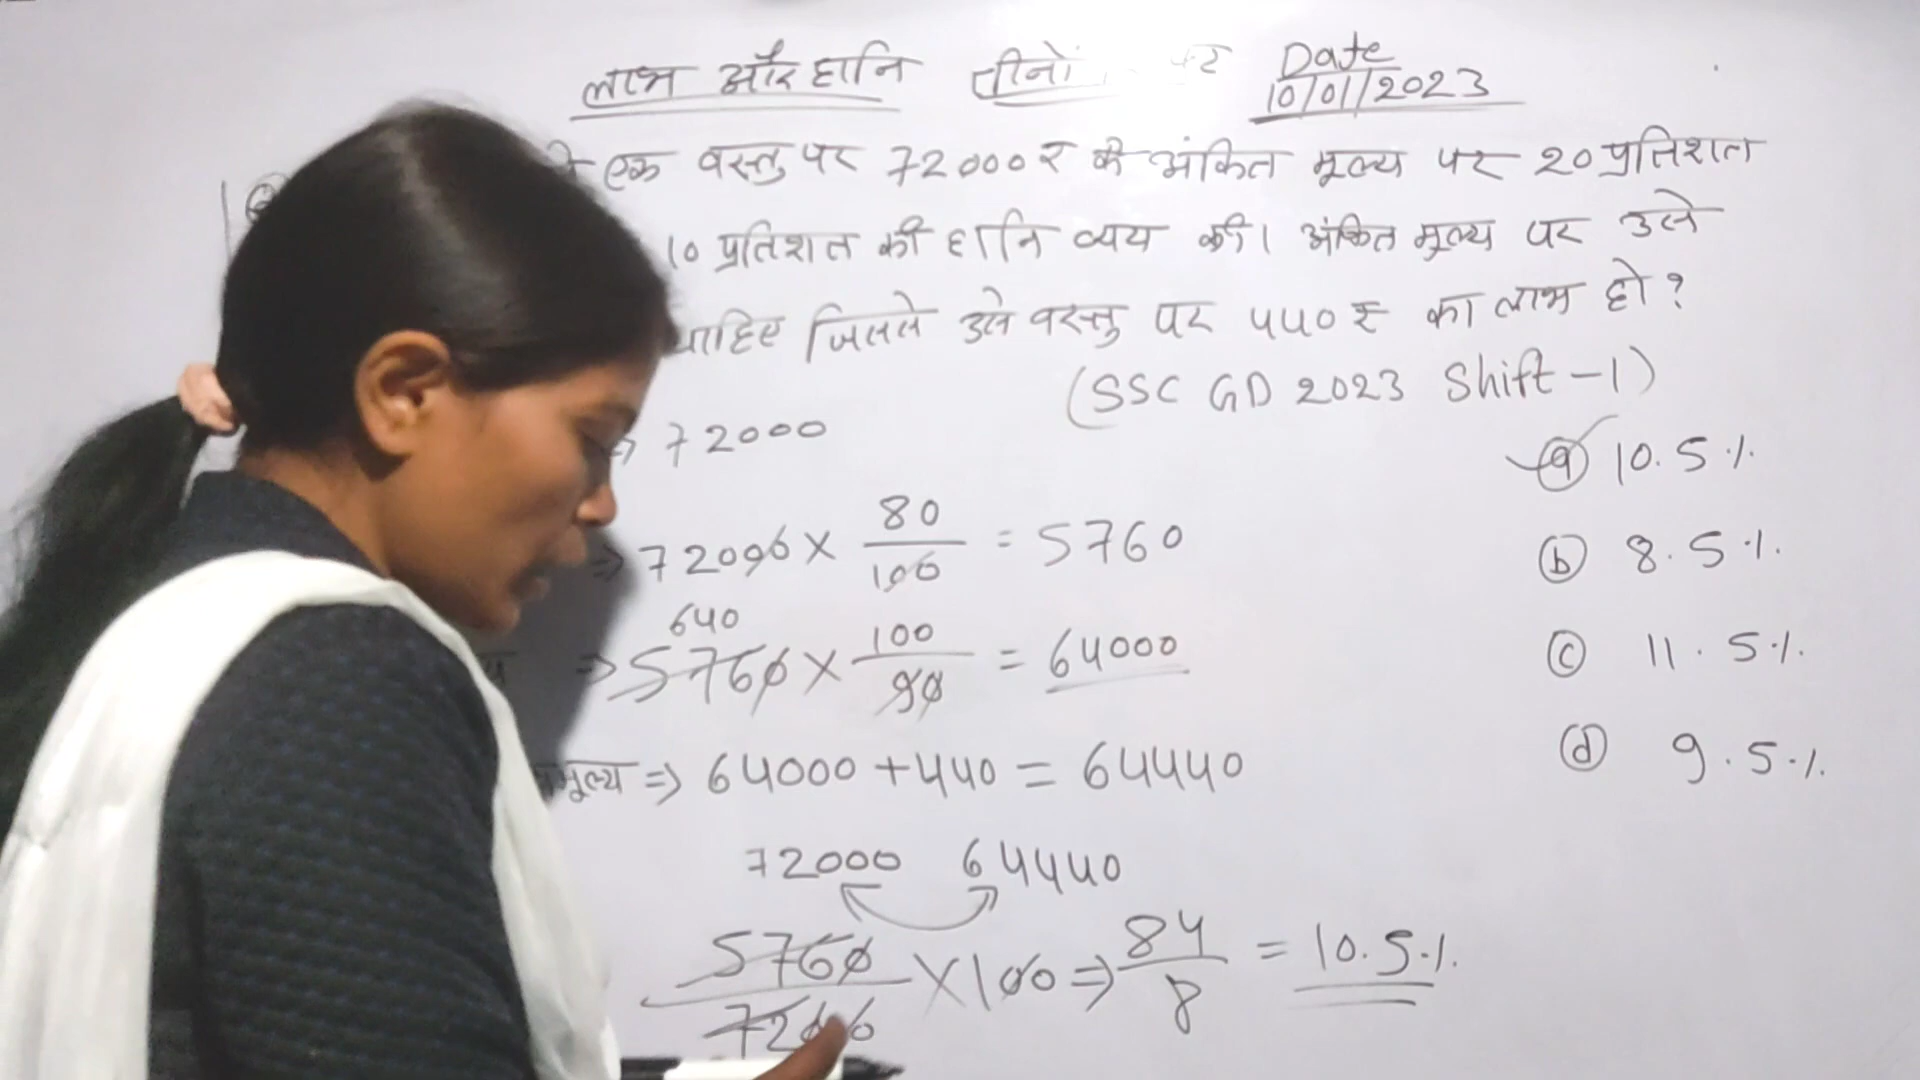 लाभ और हानि तीनों पर Date
10/01/2023
एक वस्तु पर 72000₹ के अंकित मूल्य पर 20 प्रतिशत
10 प्रतिशत की हानि व्यय की। अंकित मूल्य पर उसे
चाहिए जिससे उसे वस्तु पर 440₹ का लाभ हो?
(SSC GD 2023 Shift-1)
⇒ 72000
(a) 10.5%
⇒ 72000 × 80/100 = 5760
(b) 8.5%
640
⇒ 5760 × 100/90 = 64000
(c) 11.5%
मूल्य ⇒ 64000 + 440 = 64440
(d) 9.5%
72000 64440
5760/7200 × 100 ⇒ 84/8 = 10.5%